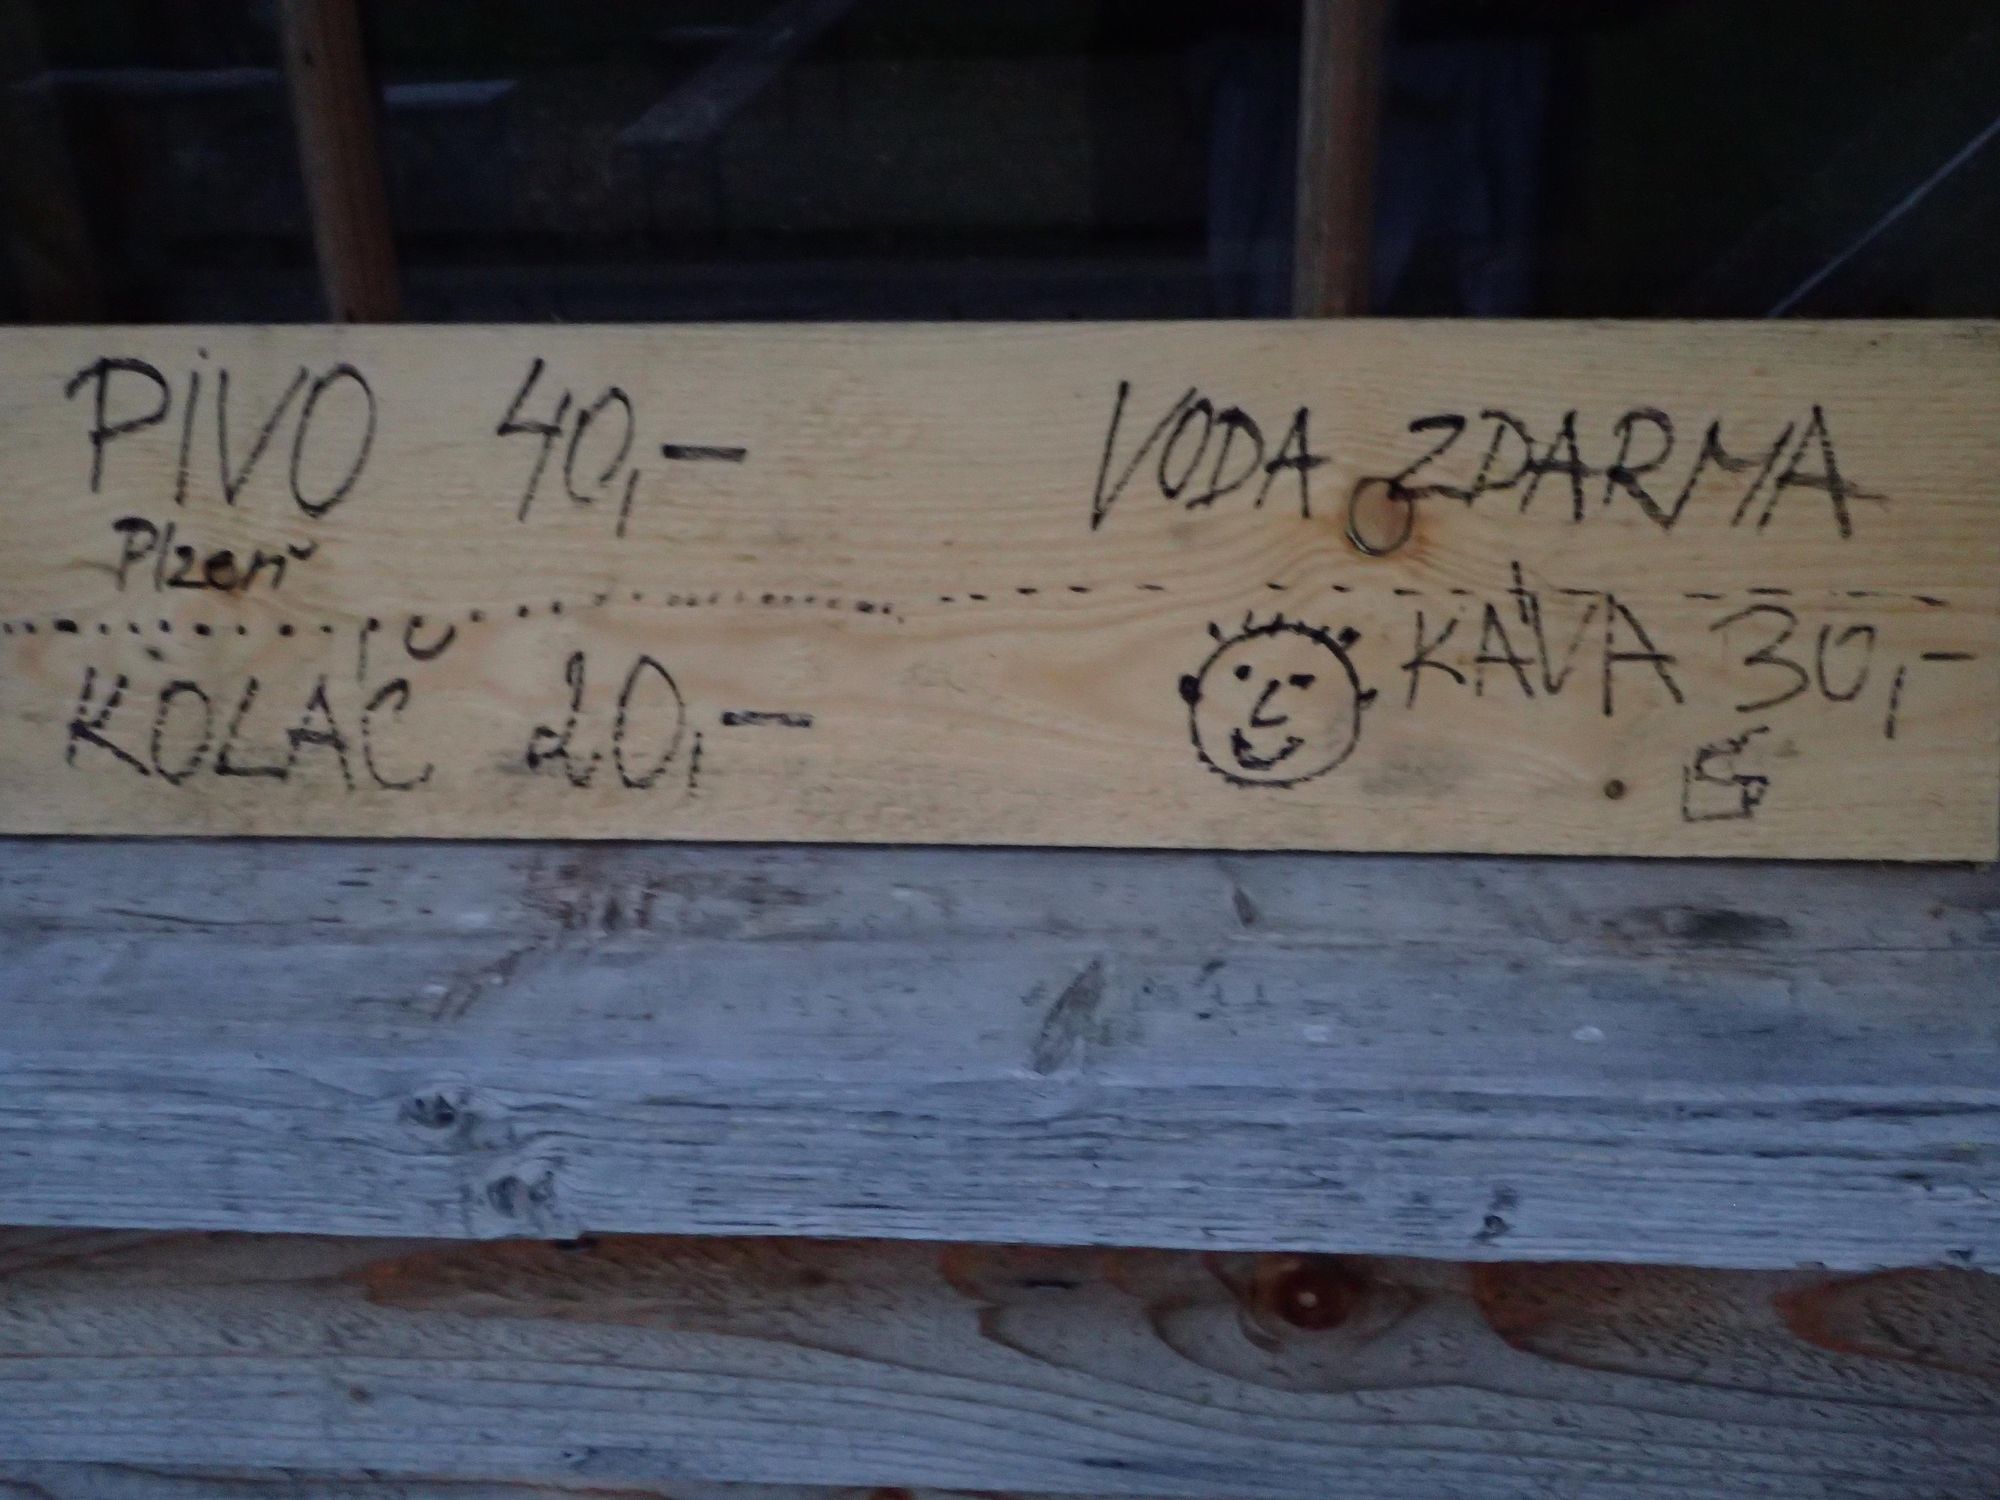 PIVO 40,-
Plzeň
KOLÁČ 20,-
VODA ZDARMA
KÁVA 30,-